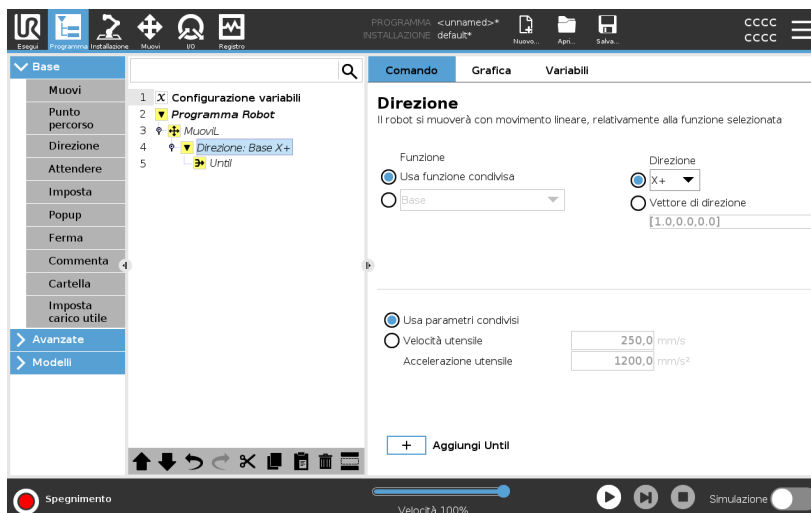 UR
PROGRAMMA <unnamed>*
INSTALLAZIONE default*
CCCC
CCCC
Esegui Programma Installazione Muovi I/O Registro
Nuovo... Apri... Salva...
Base
Muovi
Punto
percorso
Direzione
Attendere
Imposta
Popup
Ferma
Commenta
Cartella
Imposta
carico utile
Avanzate
Modelli
1 X Configurazione variabili
2 Programma Robot
3 MuoviL
4 Direzione: Base X+
5 Until
Comando Grafica Variabili
Direzione
Il robot si muoverà con movimento lineare, relativamente alla funzione selezionata
Funzione
Usa funzione condivisa
Base
Direzione
X+
Vettore di direzione
[1.0,0.0,0.0]
Usa parametri condivisi
Velocità utensile 250,0 mm/s
Accelerazione utensile 1200,0 mm/s²
+ Aggiungi Until
Spegnimento
Velocità 100%
Simulazione